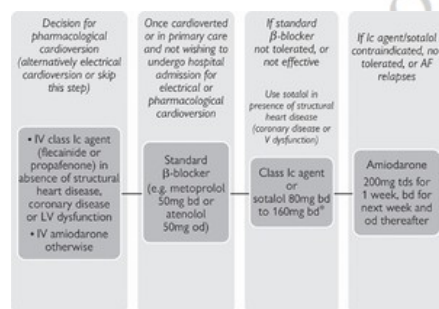 Decision for
pharmacological
cardioversion
(alternatively electrical
cardioversion or skip
this step)
• IV class Ic agent
(flecainide or
propafenone) in
absence of structural
heart disease,
coronary disease
or LV dysfunction
• IV amiodarone
otherwise
Once cardioverted
or in primary care
and not wishing to
undergo hospital
admission for
electrical or
pharmacological
cardioversion
Standard
β-blocker
(e.g. metoprolol
50mg bd or
atenolol
50mg od)
If standard
β-blocker
not tolerated, or
not effective
Use sotalol in
presence of structural
heart disease
(coronary disease or
V dysfunction)
Class Ic agent
or
sotalol 80mg bd
to 160mg bd*
If Ic agent/sotalol
contraindicated, no
tolerated, or AF
relapses
Amiodarone
200mg tds for
1 week, bd for
next week and
od thereafter